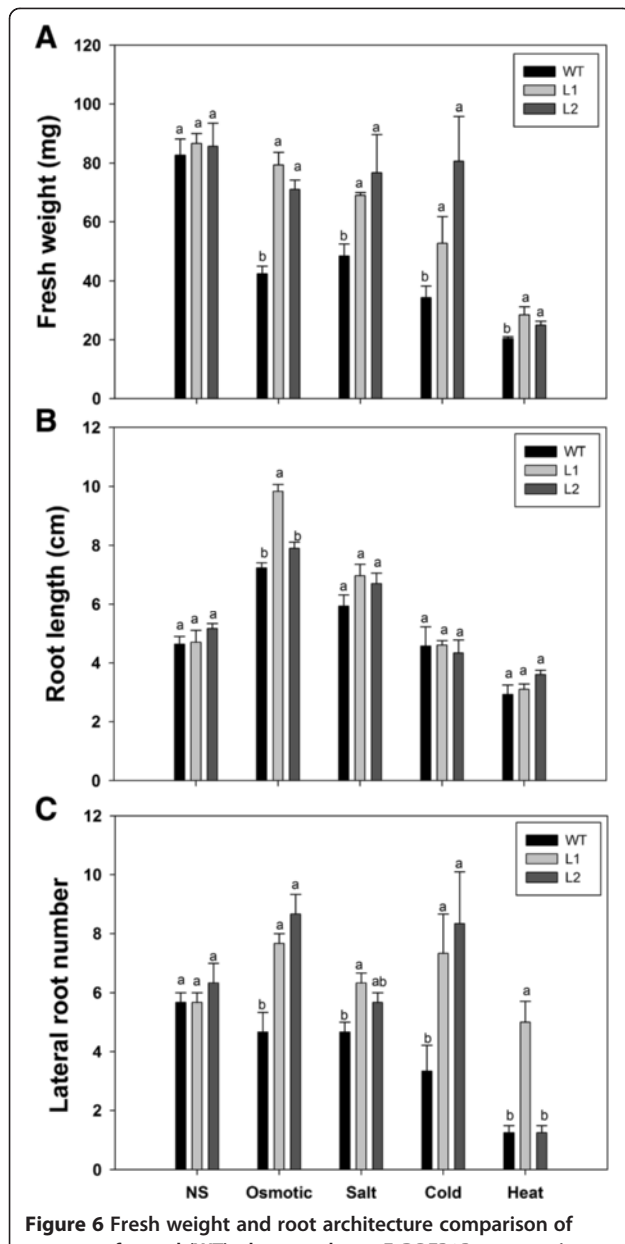 A
120
100
80
60
40
20
0
Fresh weight (mg)
WT
L1
L2
a a a
b a a
b a a
b a a
b a a
B
12
10
8
6
4
2
0
Root length (cm)
WT
L1
L2
a a a
b a b
a a a
a a a
a a a
C
12
10
8
6
4
2
0
Lateral root number
WT
L1
L2
a a a
b a a
b a ab
b a a
b a b
NS Osmotic Salt Cold Heat
Figure 6 Fresh weight and root architecture comparison of